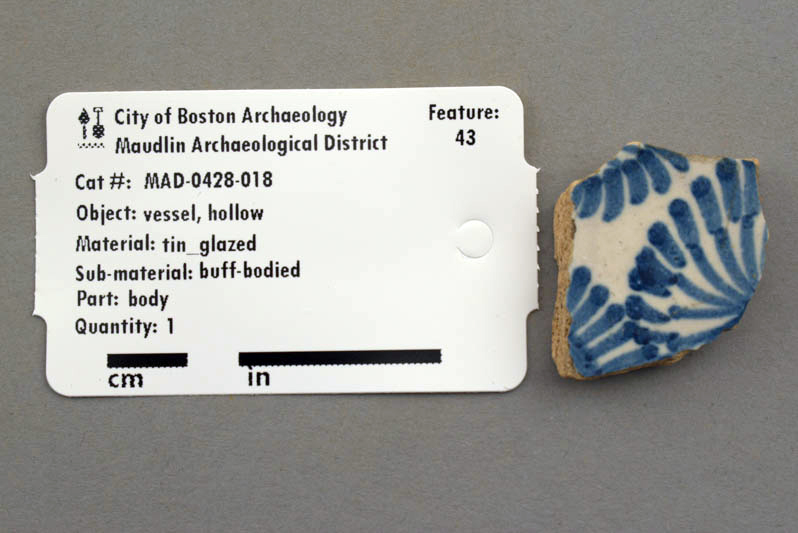 City of Boston Archaeology
Maudlin Archaeological District
Feature:
43
Cat #: MAD-0428-018
Object: vessel, hollow
Material: tin_glazed
Sub-material: buff-bodied
Part: body
Quantity: 1
cm in